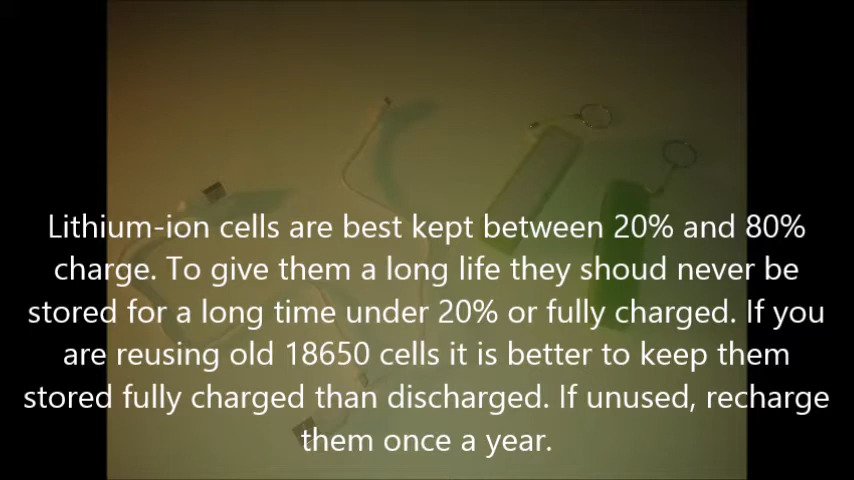 Lithium-ion cells are best kept between 20% and 80%
charge. To give them a long life they shoud never be
stored for a long time under 20% or fully charged. If you
are reusing old 18650 cells it is better to keep them
stored fully charged than discharged. If unused, recharge
them once a year.